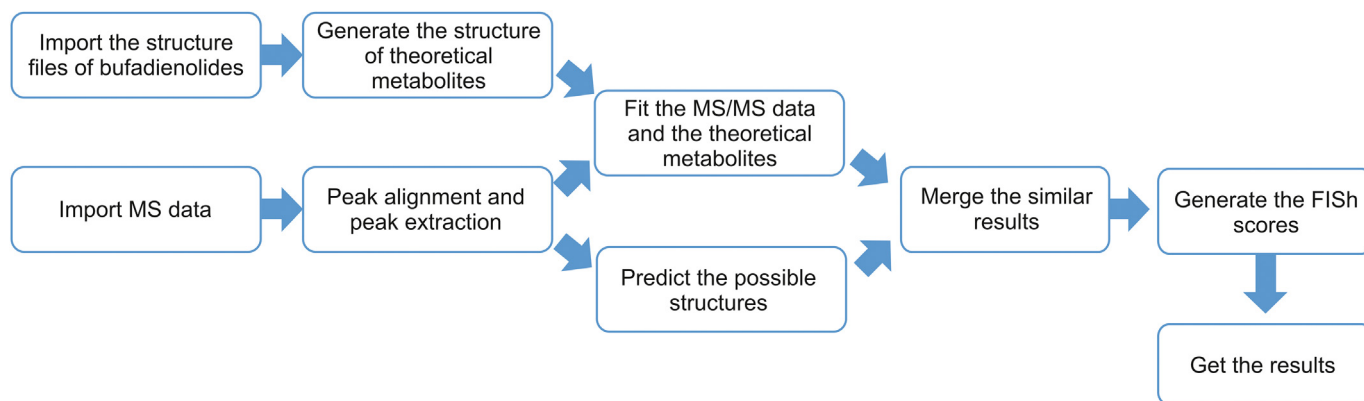 Import the structure
files of bufadienolides
Generate the structure
of theoretical
metabolites
Fit the MS/MS data
and the theoretical
metabolites
Import MS data
Peak alignment and
peak extraction
Predict the possible
structures
Merge the similar
results
Generate the FISh
scores
Get the results